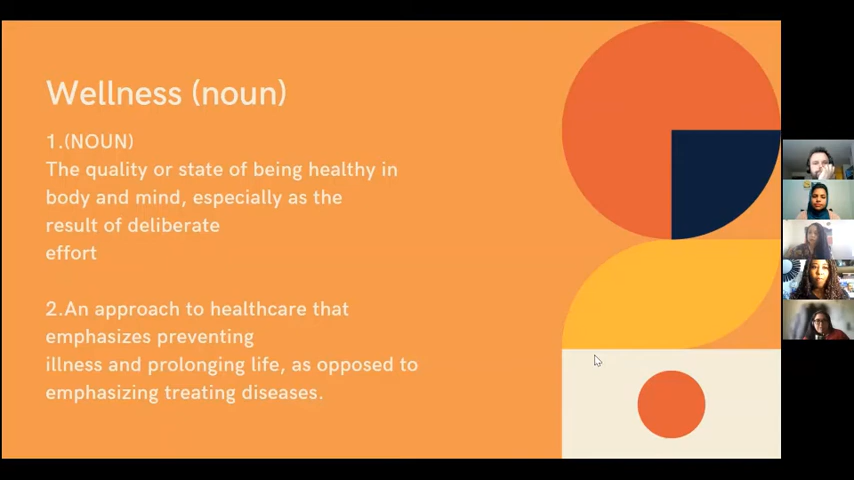 Wellness (noun)
1.(NOUN)
The quality or state of being healthy in
body and mind, especially as the
result of deliberate
effort
2.An approach to healthcare that
emphasizes preventing
illness and prolonging life, as opposed to
emphasizing treating diseases.